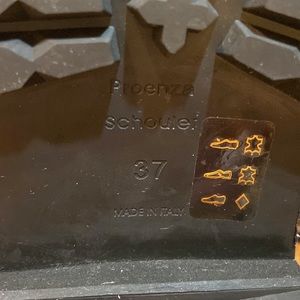 Proenza
schouler
37
MADE IN ITALY